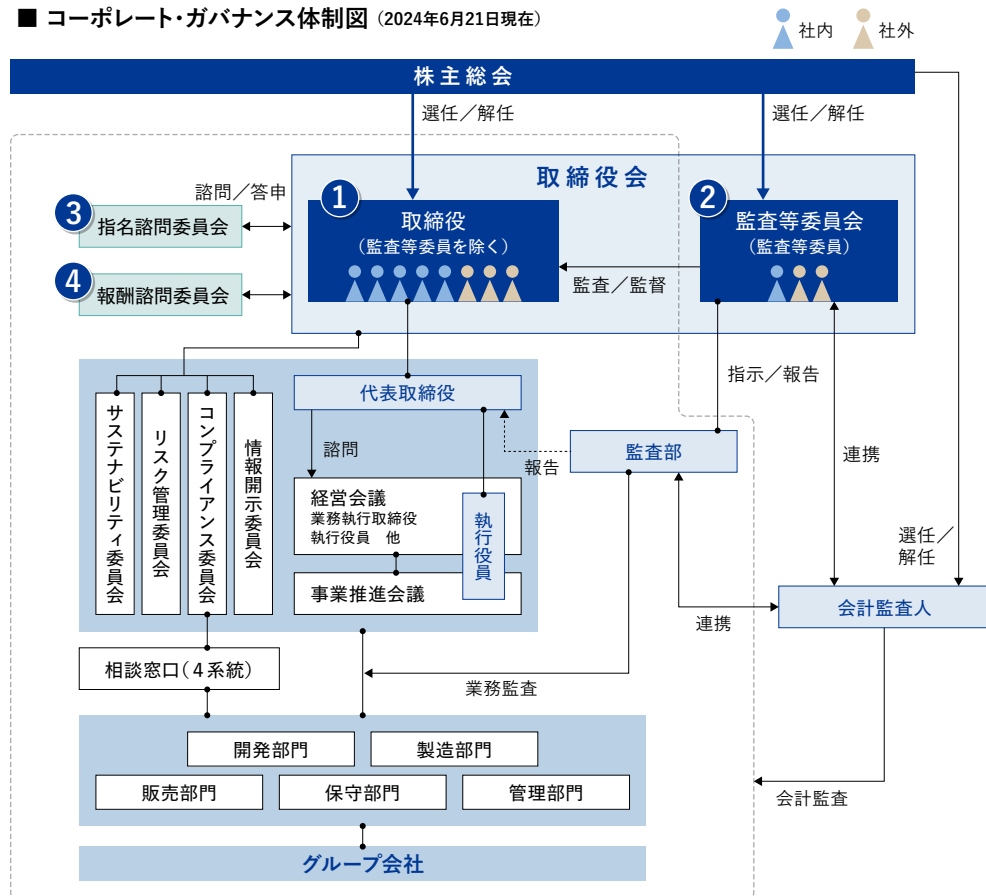 ■ コーポレート・ガバナンス体制図（2024年6月21日現在）
社内
社外
株主総会
選任／解任
選任／解任
取締役会
諮問／答申
3
指名諮問委員会
4
報酬諮問委員会
1
取締役
（監査等委員を除く）
2
監査等委員会
（監査等委員）
監査／監督
指示／報告
連携
選任／
解任
代表取締役
諮問
報告
監査部
サステナビリティ委員会
リスク管理委員会
コンプライアンス委員会
情報開示委員会
経営会議
業務執行取締役
執行役員　他
執行役員
事業推進会議
会計監査人
連携
相談窓口（4系統）
業務監査
開発部門
製造部門
販売部門
保守部門
管理部門
会計監査
グループ会社